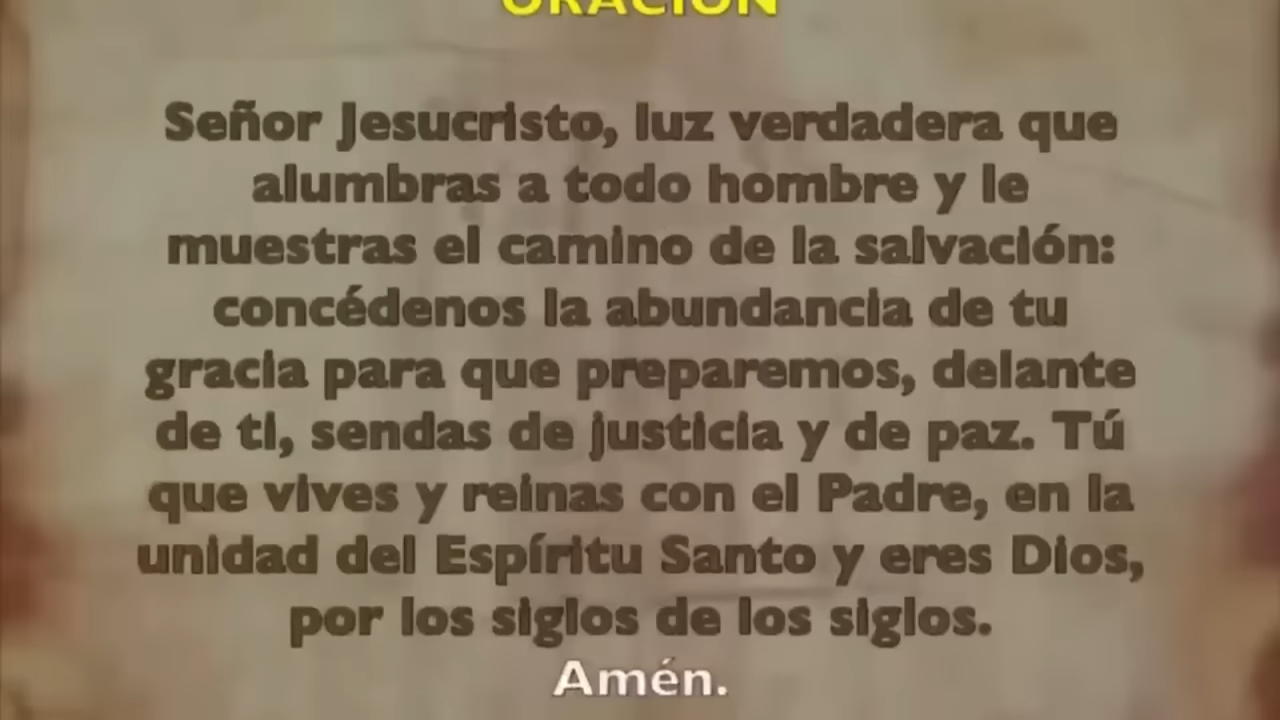 ORACIÓN
Señor Jesucristo, luz verdadera que
alumbras a todo hombre y le
muestras el camino de la salvación:
concédenos la abundancia de tu
gracia para que preparemos, delante
de ti, sendas de justicia y de paz. Tú
que vives y reinas con el Padre, en la
unidad del Espíritu Santo y eres Dios,
por los siglos de los siglos.
Amén.